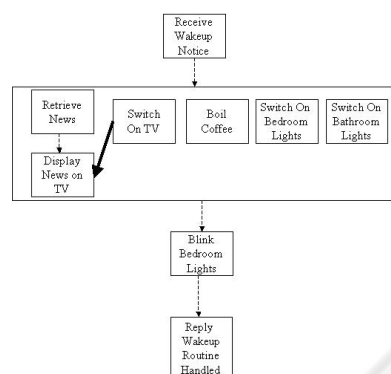 Receive
Wakeup
Notice
Retrieve
News
Switch
On TV
Boil
Coffee
Switch On
Bedroom
Lights
Switch On
Bathroom
Lights
Display
News on
TV
Blink
Bedroom
Lights
Reply
Wakeup
Routine
Handled